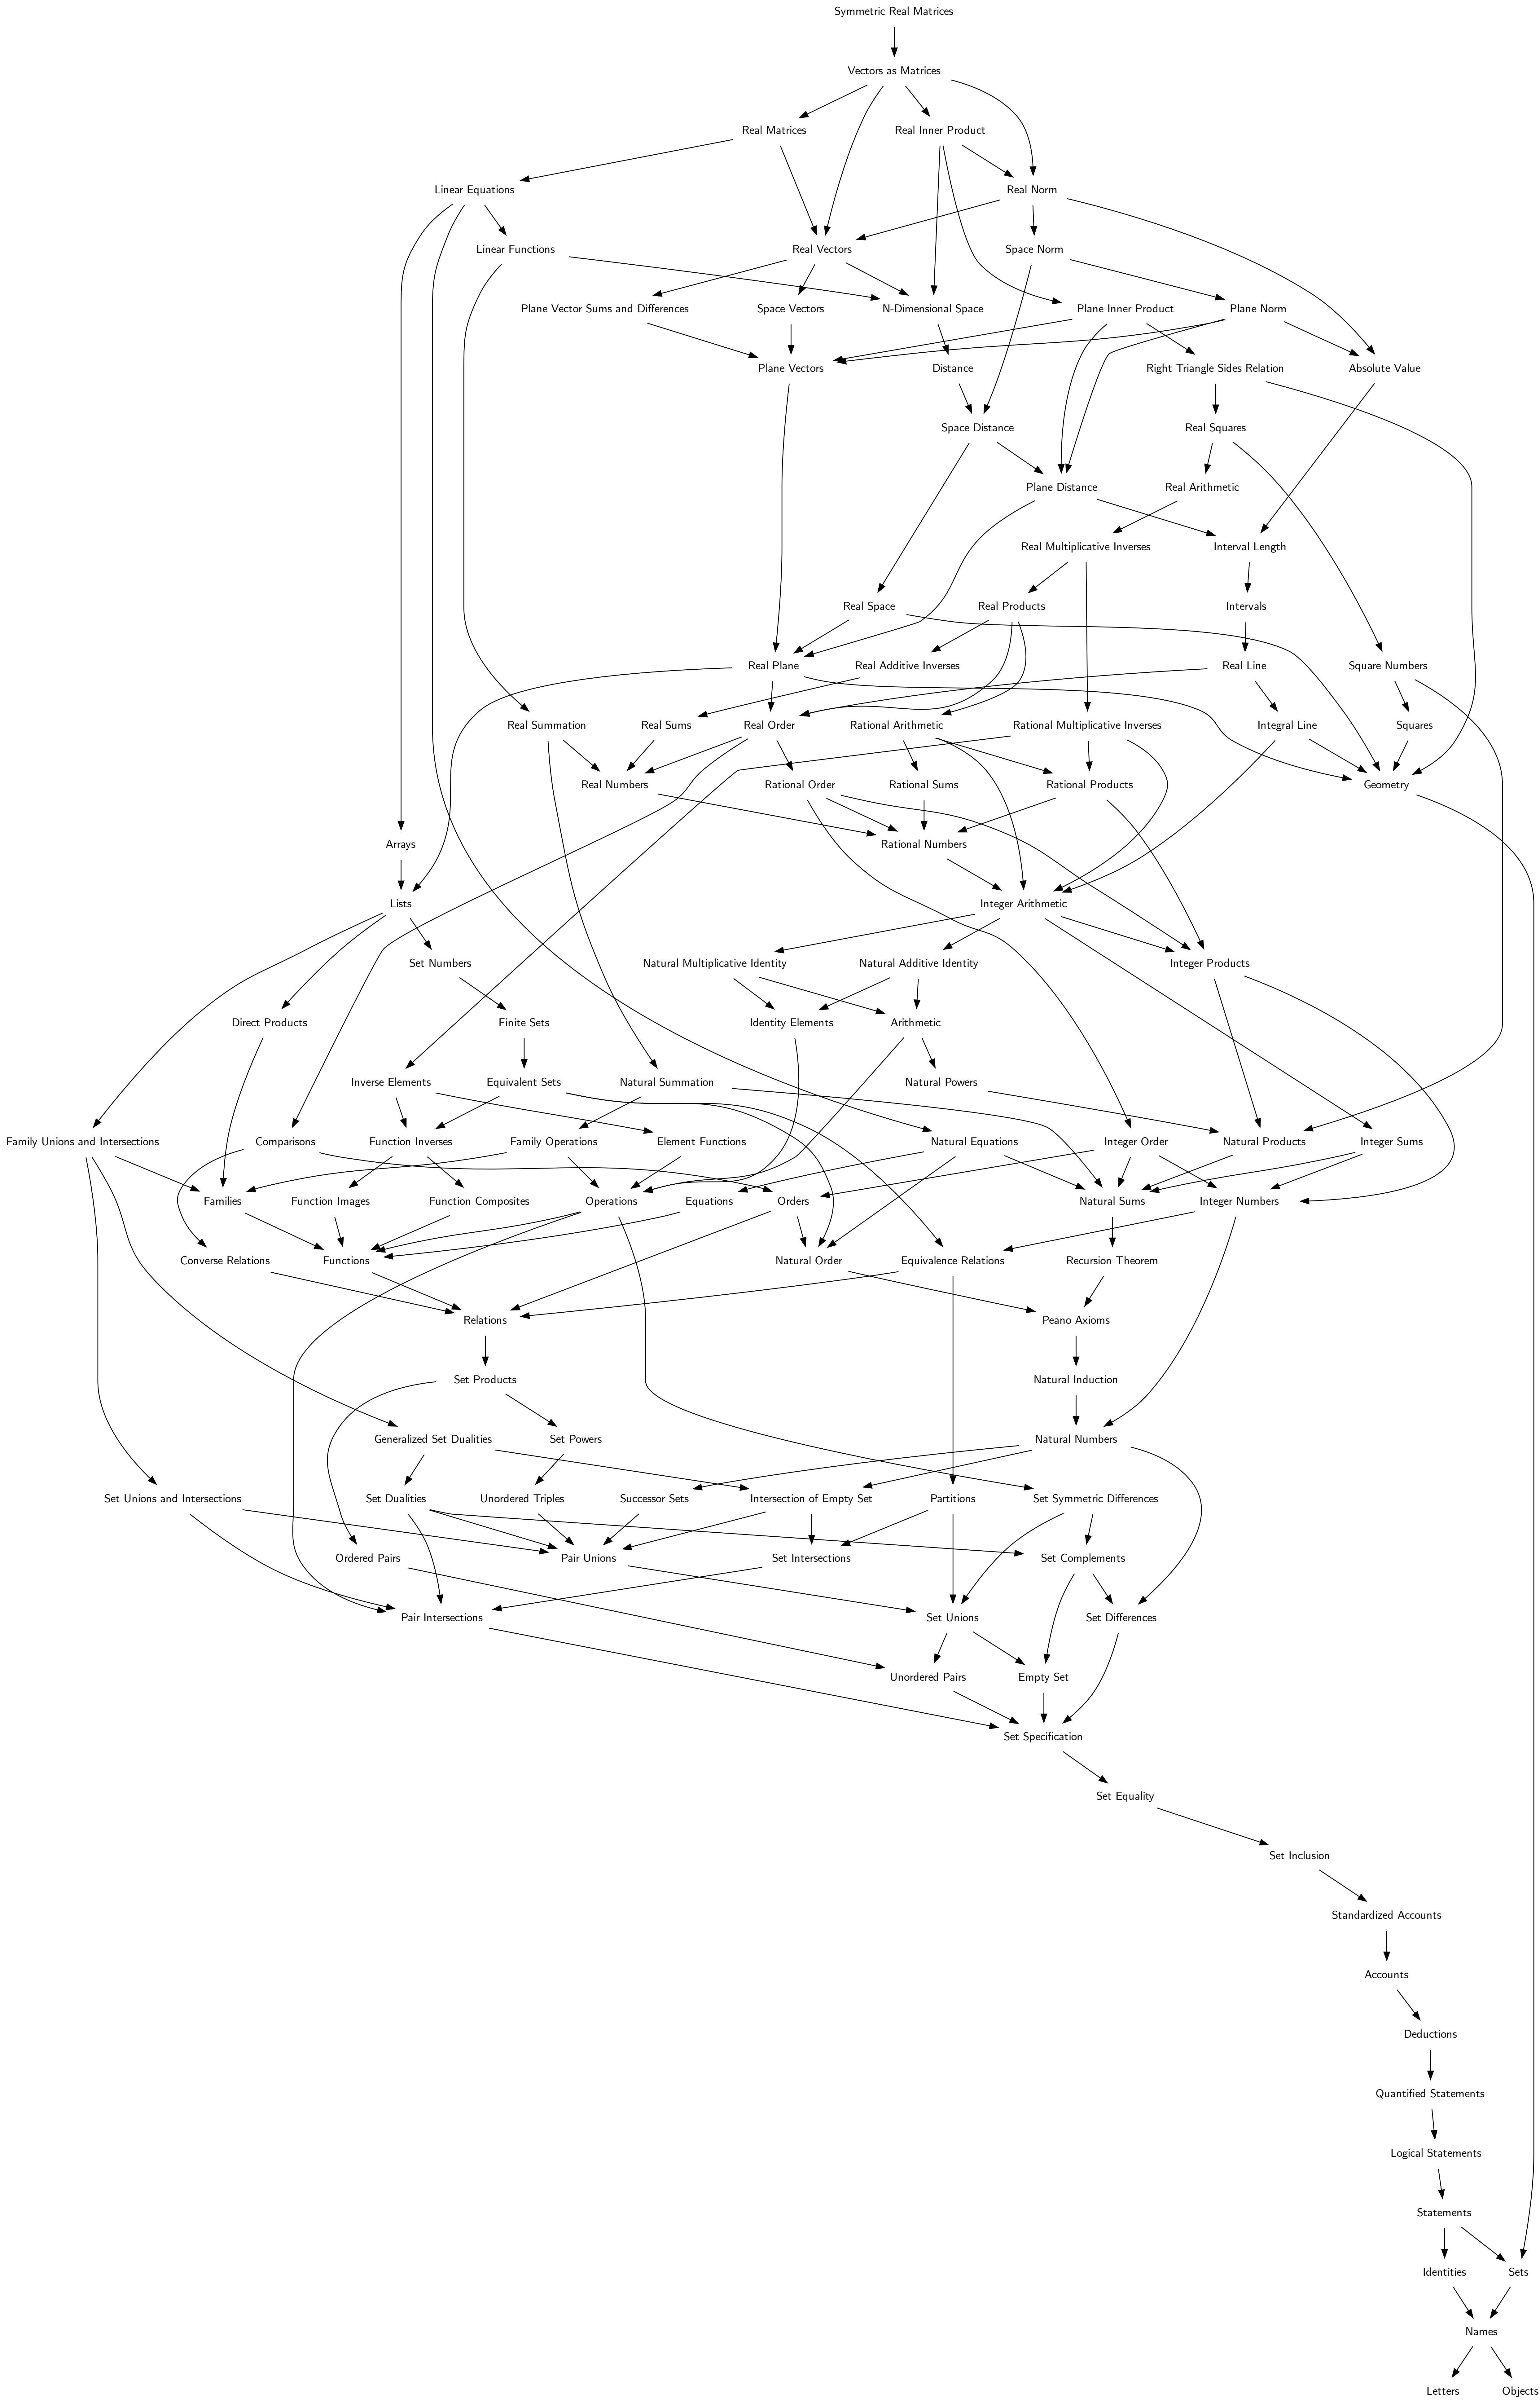 Symmetric Real Matrices
Vectors as Matrices
Real Matrices
Real Inner Product
Linear Equations
Real Norm
Linear Functions
Real Vectors
Space Norm
Plane Vector Sums and Differences
Space Vectors
N-Dimensional Space
Plane Inner Product
Plane Norm
Plane Vectors
Distance
Right Triangle Sides Relation
Absolute Value
Space Distance
Real Squares
Plane Distance
Real Arithmetic
Real Multiplicative Inverses
Interval Length
Real Space
Real Products
Intervals
Real Plane
Real Additive Inverses
Real Line
Square Numbers
Real Summation
Real Sums
Real Order
Rational Arithmetic
Rational Multiplicative Inverses
Integral Line
Squares
Real Numbers
Rational Order
Rational Sums
Rational Products
Geometry
Arrays
Rational Numbers
Lists
Integer Arithmetic
Set Numbers
Natural Multiplicative Identity
Natural Additive Identity
Integer Products
Direct Products
Finite Sets
Identity Elements
Arithmetic
Inverse Elements
Equivalent Sets
Natural Summation
Natural Powers
Family Unions and Intersections
Comparisons
Function Inverses
Family Operations
Element Functions
Natural Equations
Integer Order
Natural Products
Integer Sums
Families
Function Images
Function Composites
Operations
Equations
Orders
Natural Sums
Integer Numbers
Converse Relations
Functions
Natural Order
Equivalence Relations
Recursion Theorem
Relations
Peano Axioms
Set Products
Natural Induction
Generalized Set Dualities
Set Powers
Natural Numbers
Set Unions and Intersections
Set Dualities
Unordered Triples
Successor Sets
Intersection of Empty Set
Partitions
Set Symmetric Differences
Ordered Pairs
Pair Unions
Set Intersections
Set Complements
Pair Intersections
Set Unions
Set Differences
Unordered Pairs
Empty Set
Set Specification
Set Equality
Set Inclusion
Standardized Accounts
Accounts
Deductions
Quantified Statements
Logical Statements
Statements
Identities
Sets
Names
Letters
Objects